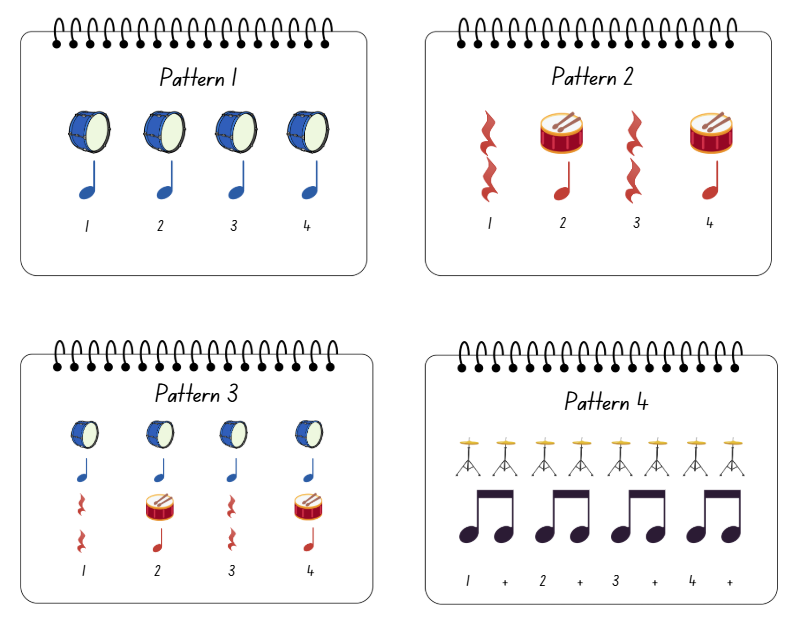 Pattern 1
1 2 3 4
Pattern 2
1 2 3 4
Pattern 3
1 2 3 4
Pattern 4
1 + 2 + 3 + 4 +